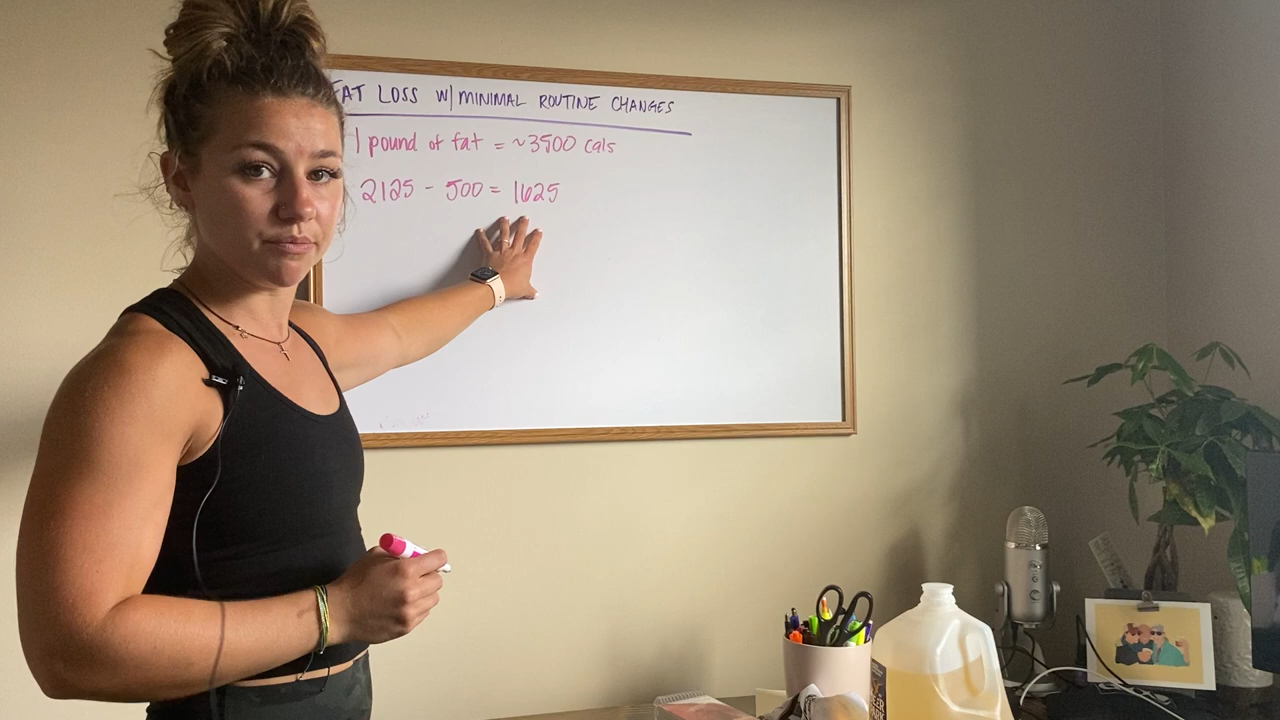 FAT LOSS W/ MINIMAL ROUTINE CHANGES
1 pound of fat = ~3500 cals
2125 - 500 = 1625